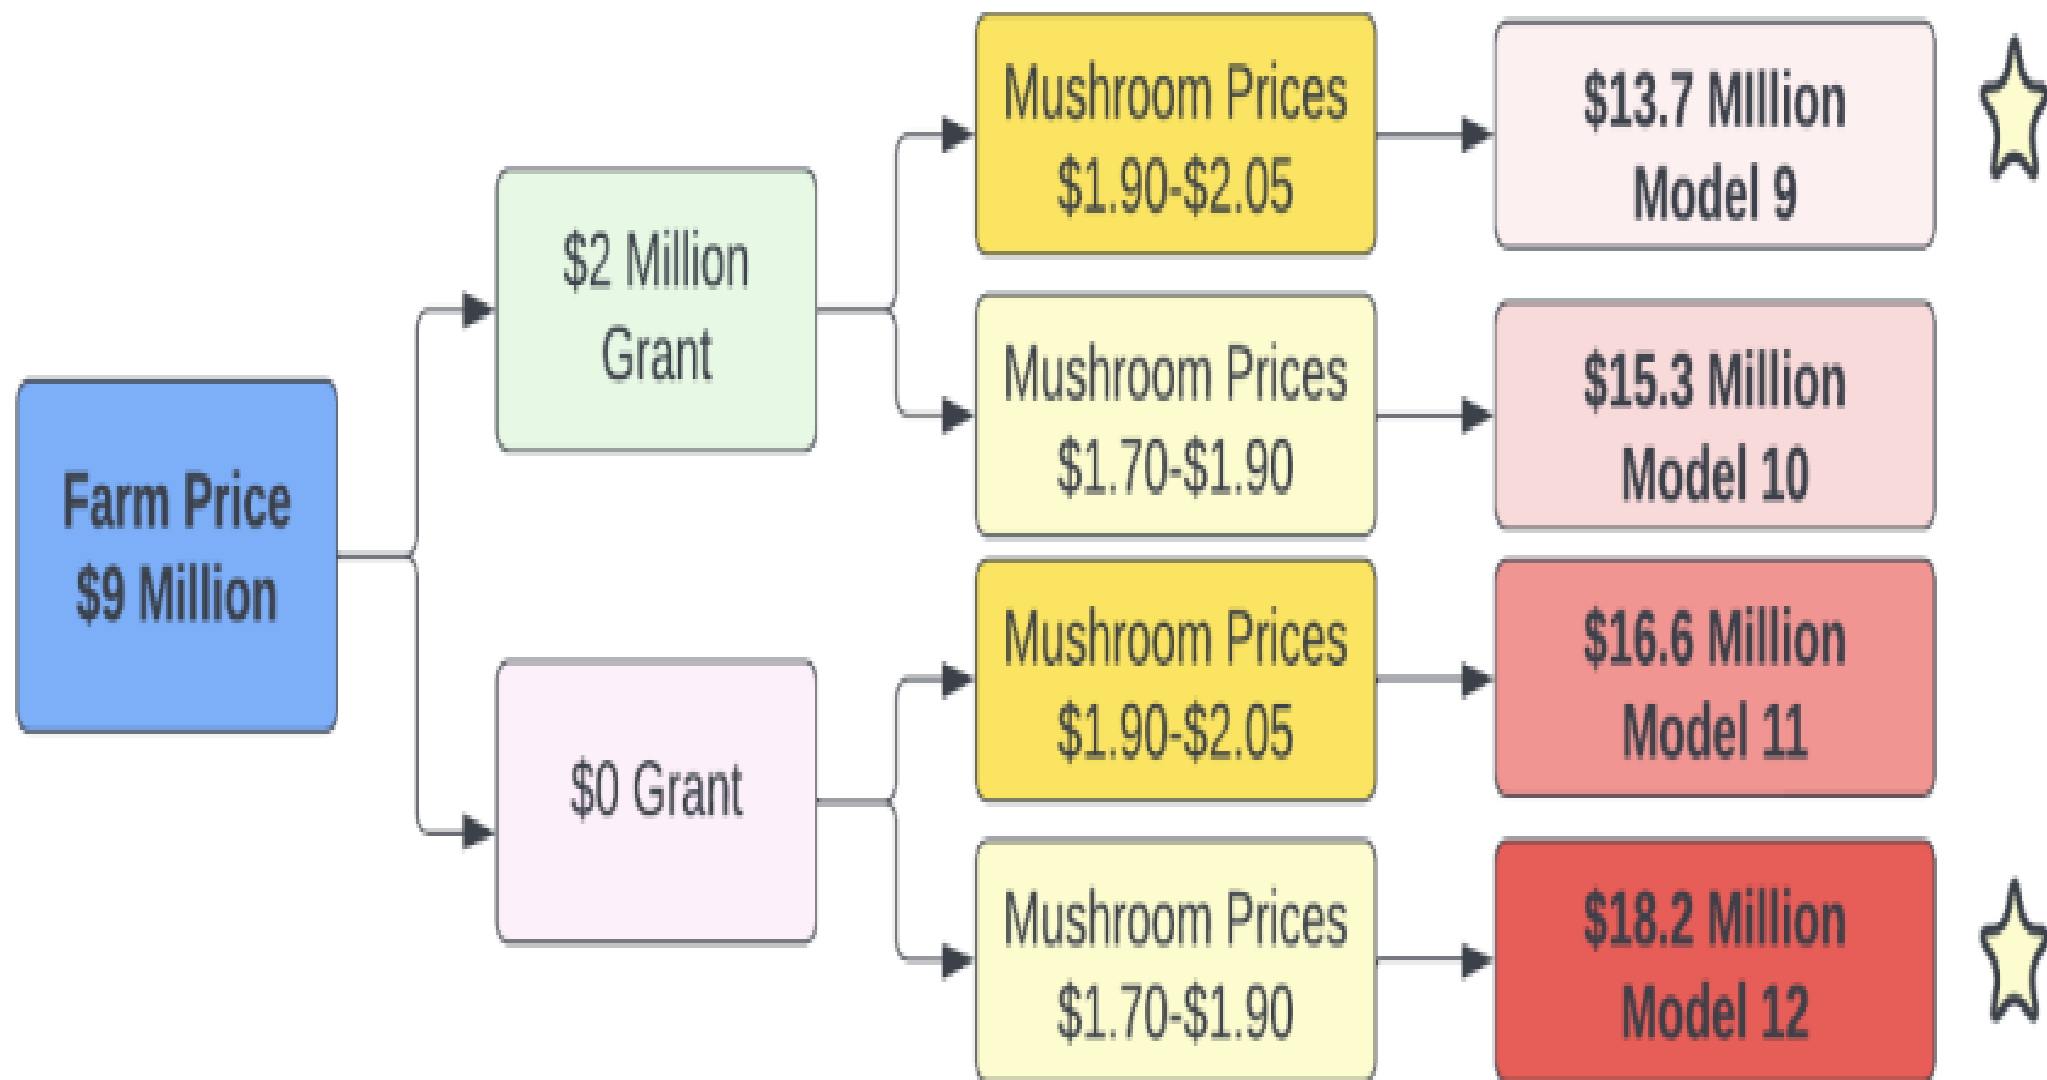 Farm Price
$9 Million
$2 Million
Grant
$0 Grant
Mushroom Prices
$1.90-$2.05
Mushroom Prices
$1.70-$1.90
Mushroom Prices
$1.90-$2.05
Mushroom Prices
$1.70-$1.90
$13.7 MIllion
Model 9
$15.3 Million
Model 10
$16.6 Million
Model 11
$18.2 Million
Model 12